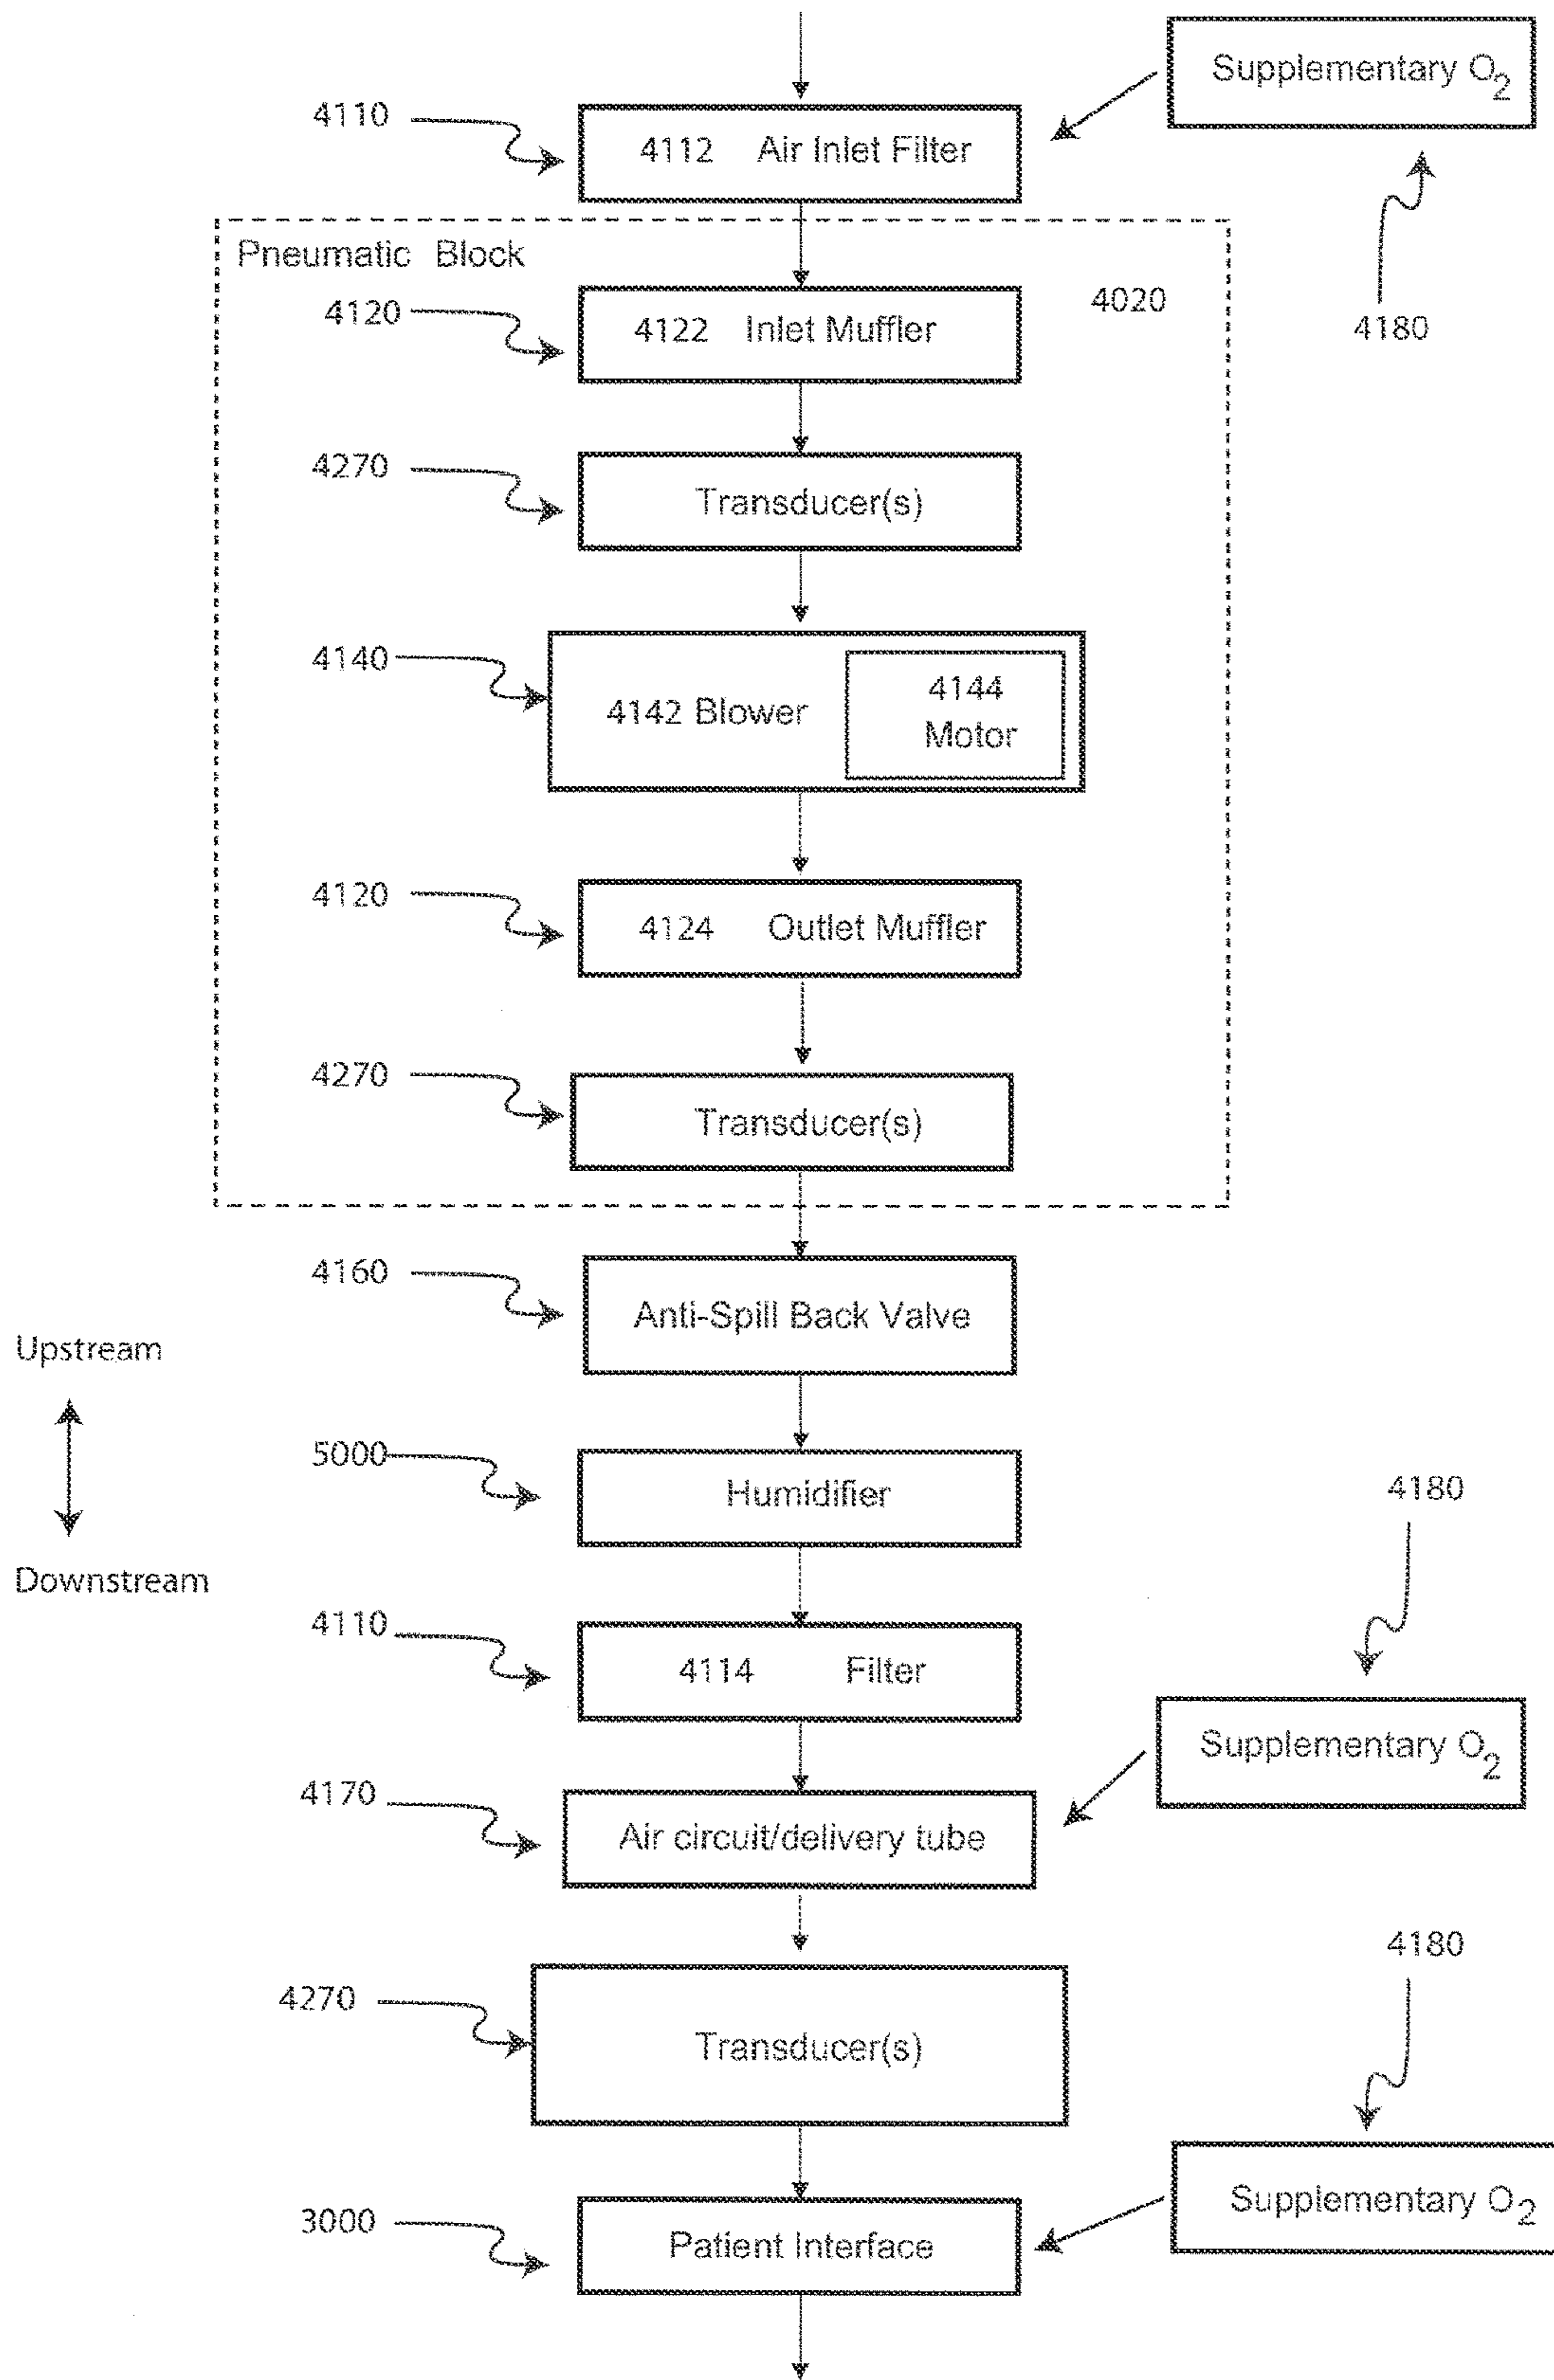 Supplementary O2
4110
4112 Air Inlet Filter
Pneumatic Block
4020
4180
4120
4122 Inlet Muffler
4270
Transducer(s)
4140
4142 Blower
4144
Motor
4120
4124 Outlet Muffler
4270
Transducer(s)
4160
Anti-Spill Back Valve
Upstream
5000
Humidifier
4180
Downstream
4110
4114 Filter
Supplementary O2
4170
Air circuit/delivery tube
4180
4270
Transducer(s)
Supplementary O2
3000
Patient Interface